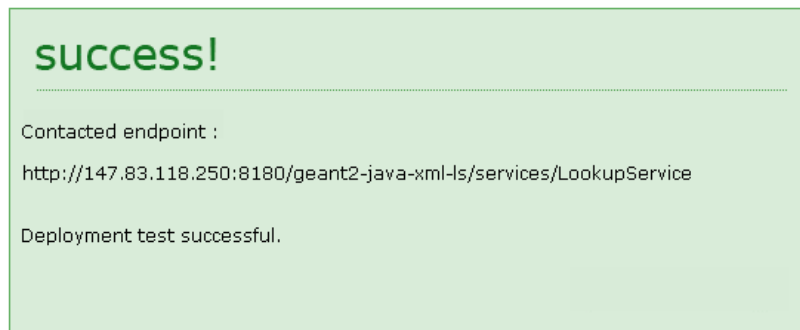 success!
Contacted endpoint :
http://147.83.118.250:8180/geant2-java-xml-ls/services/LookupService
Deployment test successful.